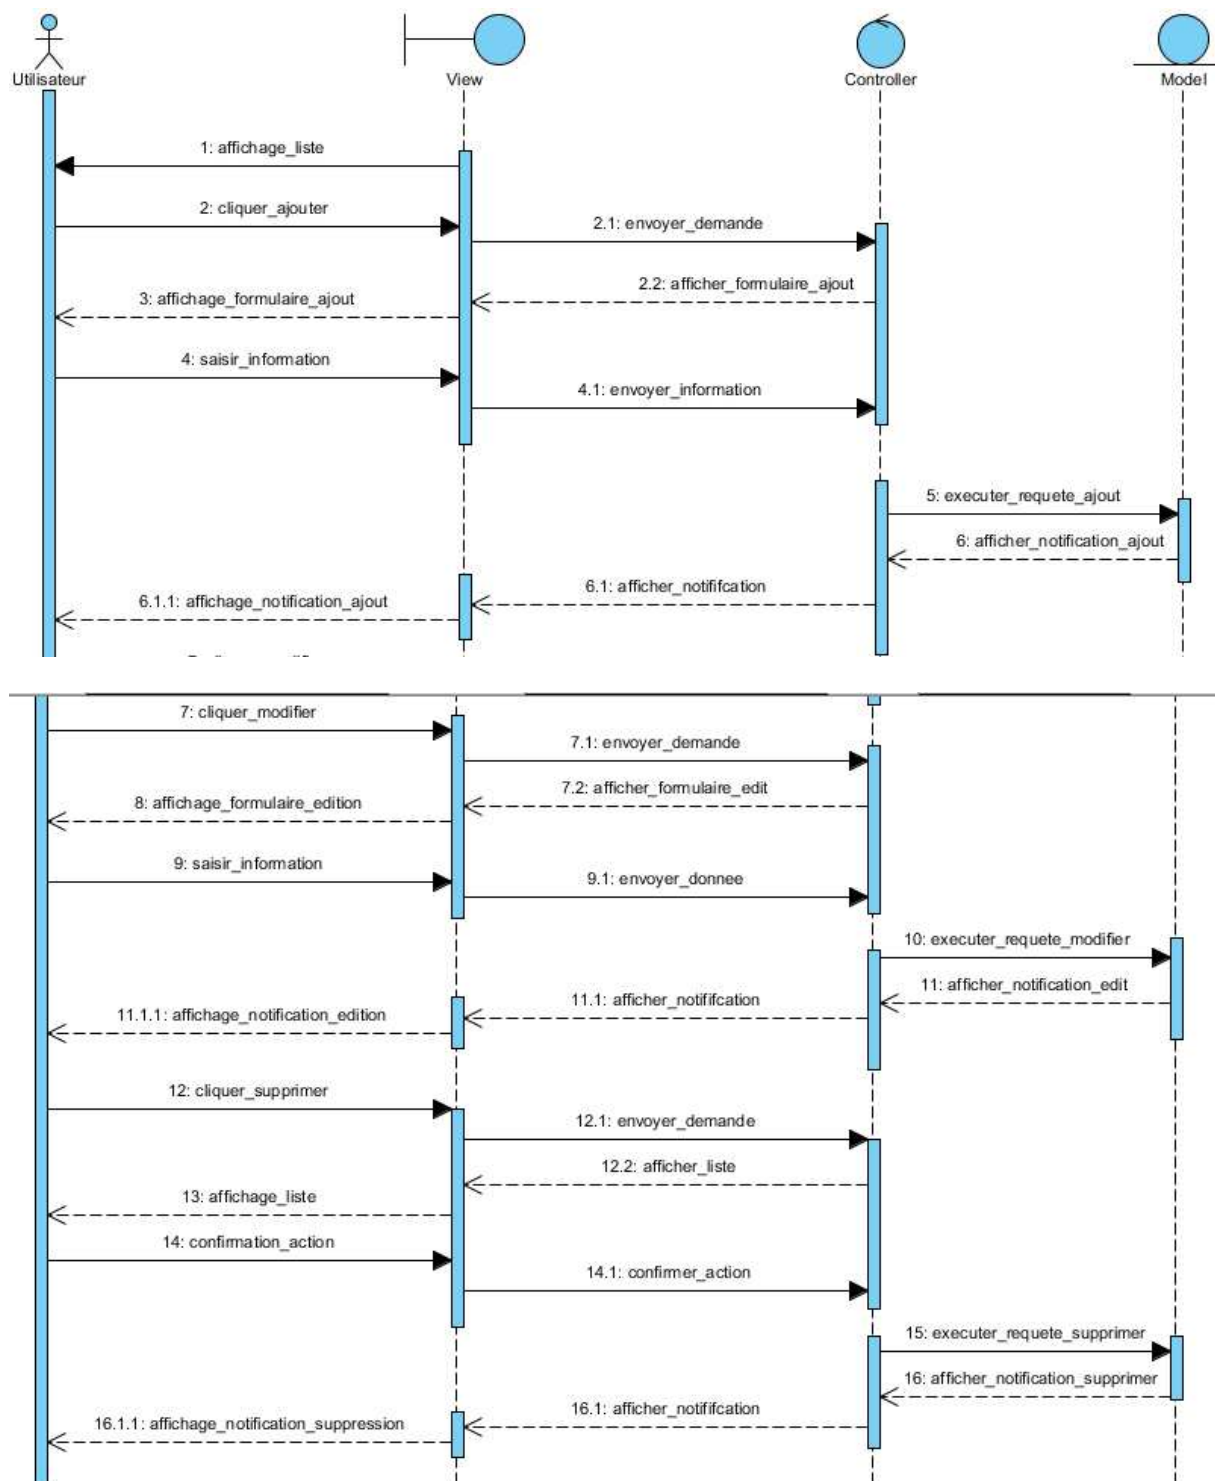 Utilisateur
View
Controller
Model
1: affichage_liste
2: cliquer_ajouter
2.1: envoyer_demande
2.2: afficher_formulaire_ajout
3: affichage_formulaire_ajout
4: saisir_information
4.1: envoyer_information
5: executer_requete_ajout
6: afficher_notification_ajout
6.1: afficher_notififcation
6.1.1: affichage_notification_ajout
7: cliquer_modifier
7.1: envoyer_demande
7.2: afficher_formulaire_edit
8: affichage_formulaire_edition
9: saisir_information
9.1: envoyer_donnee
10: executer_requete_modifier
11: afficher_notification_edit
11.1: afficher_notififcation
11.1.1: affichage_notification_edition
12: cliquer_supprimer
12.1: envoyer_demande
12.2: afficher_liste
13: affichage_liste
14: confirmation_action
14.1: confirmer_action
15: executer_requete_supprimer
16: afficher_notification_supprimer
16.1: afficher_notififcation
16.1.1: affichage_notification_suppression